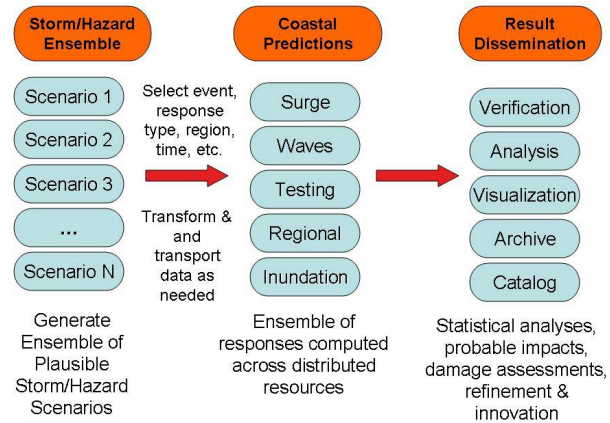 Storm/Hazard
Ensemble
Scenario 1
Scenario 2
Scenario 3
...
Scenario N
Generate
Ensemble of
Plausible
Storm/Hazard
Scenarios
Select event,
response
type, region,
time, etc.
Transform &
and
transport
data as
needed
Coastal
Predictions
Surge
Waves
Testing
Regional
Inundation
Ensemble of
responses computed
across distributed
resources
Result
Dissemination
Verification
Analysis
Visualization
Archive
Catalog
Statistical analyses,
probable impacts,
damage assessments,
refinement &
innovation